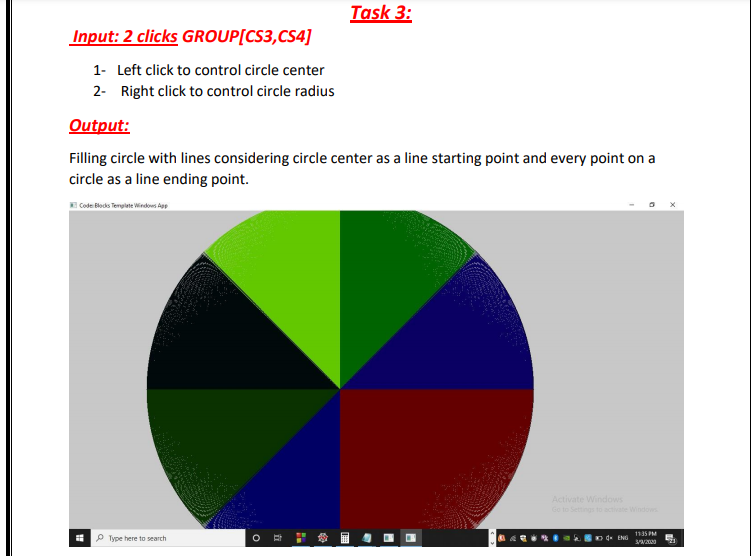 Task 3:
Input: 2 clicks GROUP[CS3,CS4]
1- Left click to control circle center
2- Right click to control circle radius
Output:
Filling circle with lines considering circle center as a line starting point and every point on a
circle as a line ending point.
Code::Blocks Template Windows App
Activate Windows
Go to Settings to activate Windows.
Type here to search
ENG
11:35 PM
3/9/2020